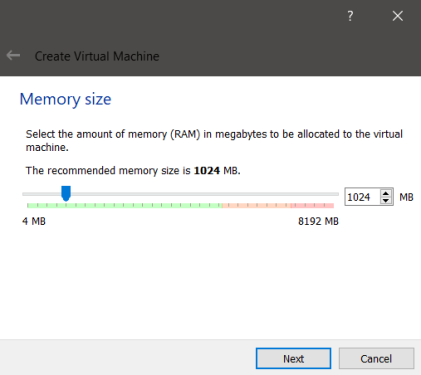 ?
Create Virtual Machine
Memory size
Select the amount of memory (RAM) in megabytes to be allocated to the virtual
machine.
The recommended memory size is 1024 MB.
1024 MB
4 MB 8192 MB
Next Cancel